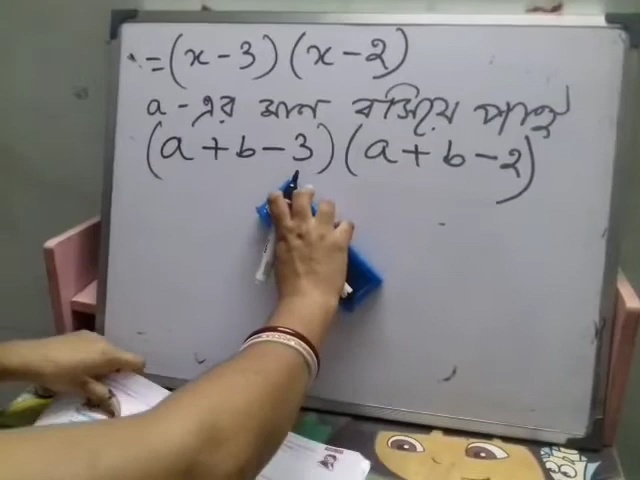 = (x - 3) (x - 2)
a - এর মান বসিয়ে পাই
(a + b - 3) (a + b - 2)